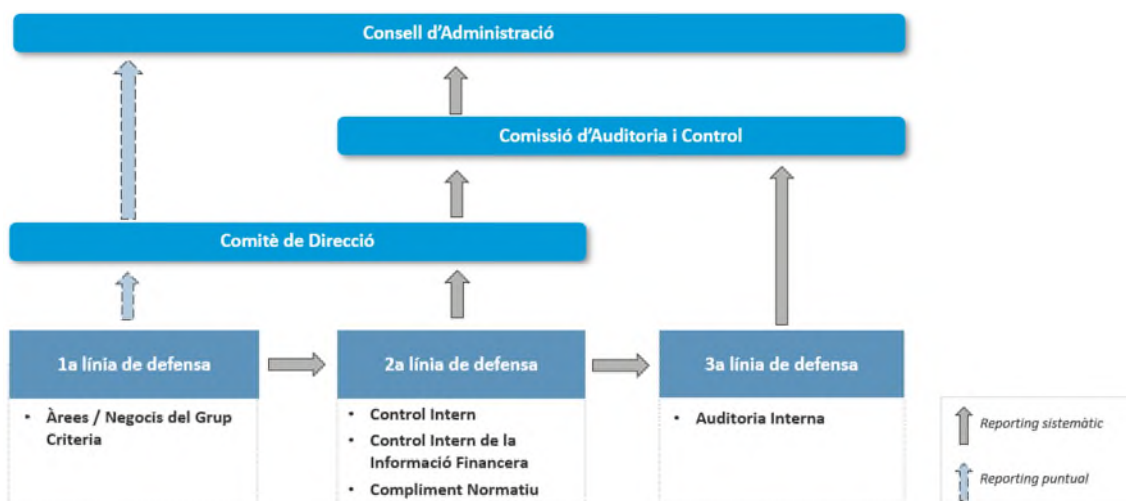 Consell d'Administració
Comissió d'Auditoria i Control
Comitè de Direcció
1a línia de defensa
2a línia de defensa
3a línia de defensa
• Àrees / Negocis del Grup
Criteria
• Control Intern
• Control Intern de la
Informació Financera
• Compliment Normatiu
• Auditoria Interna
Reporting sistemàtic
Reporting puntual